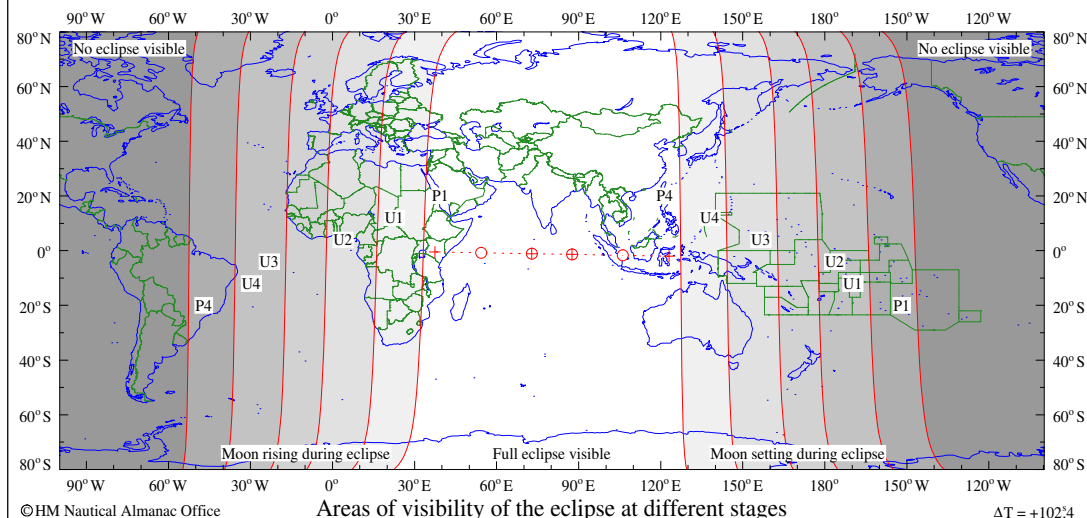 90°W 60°W 30°W 0° 30°E 60°E 90°E 120°E 150°E 180° 150°W 120°W
80°N 80°N
No eclipse visible No eclipse visible
60°N 60°N
40°N 40°N
20°N P1 P4 20°N
U1 U4
U2 U3
0° 0°
U3 U2
U4 U1
20°S P4 P1 20°S
40°S 40°S
60°S 60°S
Moon rising during eclipse Full eclipse visible Moon setting during eclipse
80°S 80°S
90°W 60°W 30°W 0° 30°E 60°E 90°E 120°E 150°E 180° 150°W 120°W
©HM Nautical Almanac Office Areas of visibility of the eclipse at different stages ΔT = +102ˢ.4